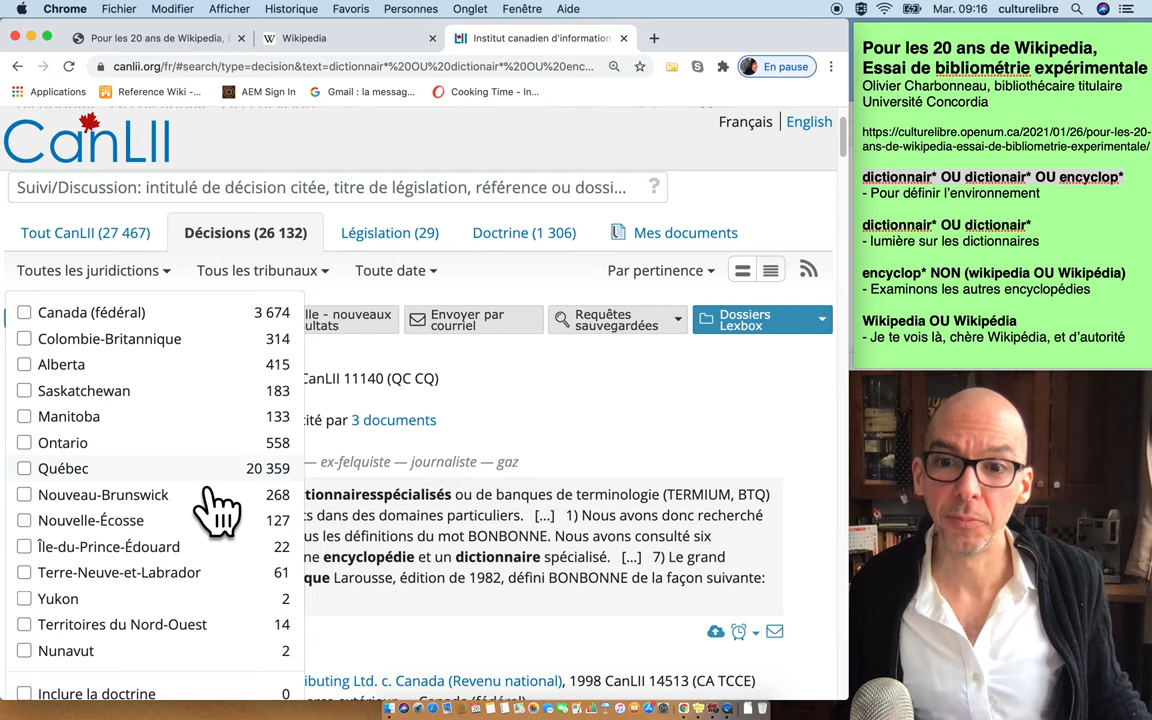 Chrome Fichier Modifier Afficher Historique Favoris Personnes Onglet Fenêtre Aide Mar. 09:16 culturelibre
Pour les 20 ans de Wikipedia, E × Wikipedia × Institut canadien d'information ×
canlii.org/fr/#search/type=decision&text=dictionnair*%20OU%20dictionair*%20OU%20enc... En pause
Applications Reference Wiki -... AEM Sign In Gmail : la messag... Cooking Time - In...
CanLII
Français English
Suivi/Discussion: intitulé de décision citée, titre de législation, référence ou dossi... ?
Tout CanLII (27 467) Décisions (26 132) Législation (29) Doctrine (1 306) Mes documents
Toutes les juridictions Tous les tribunaux Toute date Par pertinence
lle - nouveaux
ultats
Envoyer par
courriel
Requêtes
sauvegardées
Dossiers
Lexbox
Canada (fédéral) 3 674
Colombie-Britannique 314
Alberta 415
Saskatchewan 183
Manitoba 133
Ontario 558
Québec 20 359
Nouveau-Brunswick 268
Nouvelle-Écosse 127
Île-du-Prince-Édouard 22
Terre-Neuve-et-Labrador 61
Yukon 2
Territoires du Nord-Ouest 14
Nunavut 2
Inclure la doctrine 0
CanLII 11140 (QC CQ)
ité par 3 documents
— ex-felquiste — journaliste — gaz
tionnairesspécialisés ou de banques de terminologie (TERMIUM, BTQ)
ts dans des domaines particuliers. [...] 1) Nous avons donc recherché
us les définitions du mot BONBONNE. Nous avons consulté six
ne encyclopédie et un dictionnaire spécialisé. [...] 7) Le grand
que Larousse, édition de 1982, défini BONBONNE de la façon suivante:
ibuting Ltd. c. Canada (Revenu national), 1998 CanLII 14513 (CA TCCE)
Pour les 20 ans de Wikipedia,
Essai de bibliométrie expérimentale
Olivier Charbonneau, bibliothécaire titulaire
Université Concordia
https://culturelibre.openum.ca/2021/01/26/pour-les-20-
ans-de-wikipedia-essai-de-bibliometrie-experimentale/
dictionnair* OU dictionair* OU encyclop*
- Pour définir l'environnement
dictionnair* OU dictionair*
- lumière sur les dictionnaires
encyclop* NON (wikipedia OU Wikipédia)
- Examinons les autres encyclopédies
Wikipedia OU Wikipédia
- Je te vois là, chère Wikipédia, et d'autorité